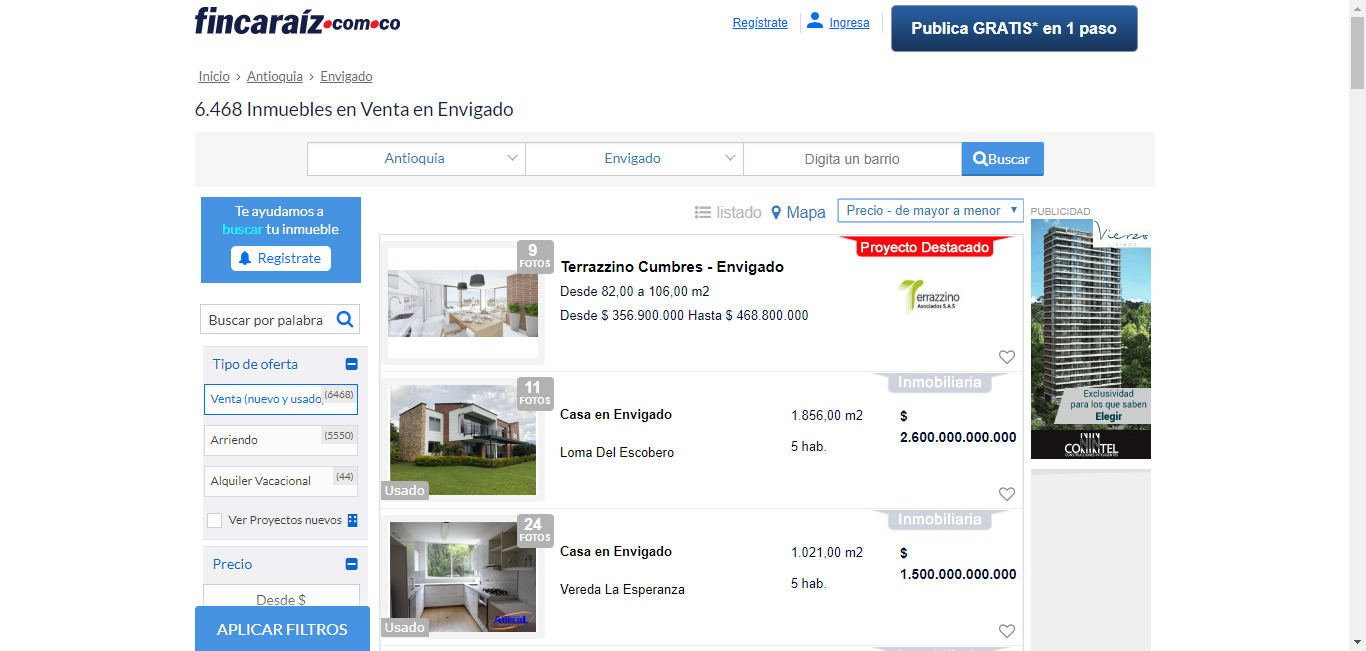 fincaraíz.com.co
Regístrate
Ingresa
Publica GRATIS* en 1 paso
Inicio > Antioquia > Envigado
6.468 Inmuebles en Venta en Envigado
Antioquia
Envigado
Digita un barrio
Buscar
Te ayudamos a
buscar tu inmueble
Registrate
Buscar por palabra
Tipo de oferta
Venta (nuevo y usado)
(6468)
Arriendo
(5550)
Alquiler Vacacional
(44)
Ver Proyectos nuevos
Precio
Desde $
APLICAR FILTROS
listado
Mapa
Precio - de mayor a menor
9
FOTOS
Terrazzino Cumbres - Envigado
Desde 82,00 a 106,00 m2
Desde $ 356.900.000 Hasta $ 468.800.000
Proyecto Destacado
Terrazzino
Asociados S.A.S
11
FOTOS
Usado
Casa en Envigado
Loma Del Escobero
1.856,00 m2
5 hab.
Inmobiliaria
$
2.600.000.000.000
24
FOTOS
Adecol
Usado
Casa en Envigado
Vereda La Esperanza
1.021,00 m2
5 hab.
Inmobiliaria
$
1.500.000.000.000
Inmobiliaria
PUBLICIDAD
Vierzo
Exclusividad
para los que saben
Elegir
CONINTEL
CONSTRUCCIONES INTELIGENTES